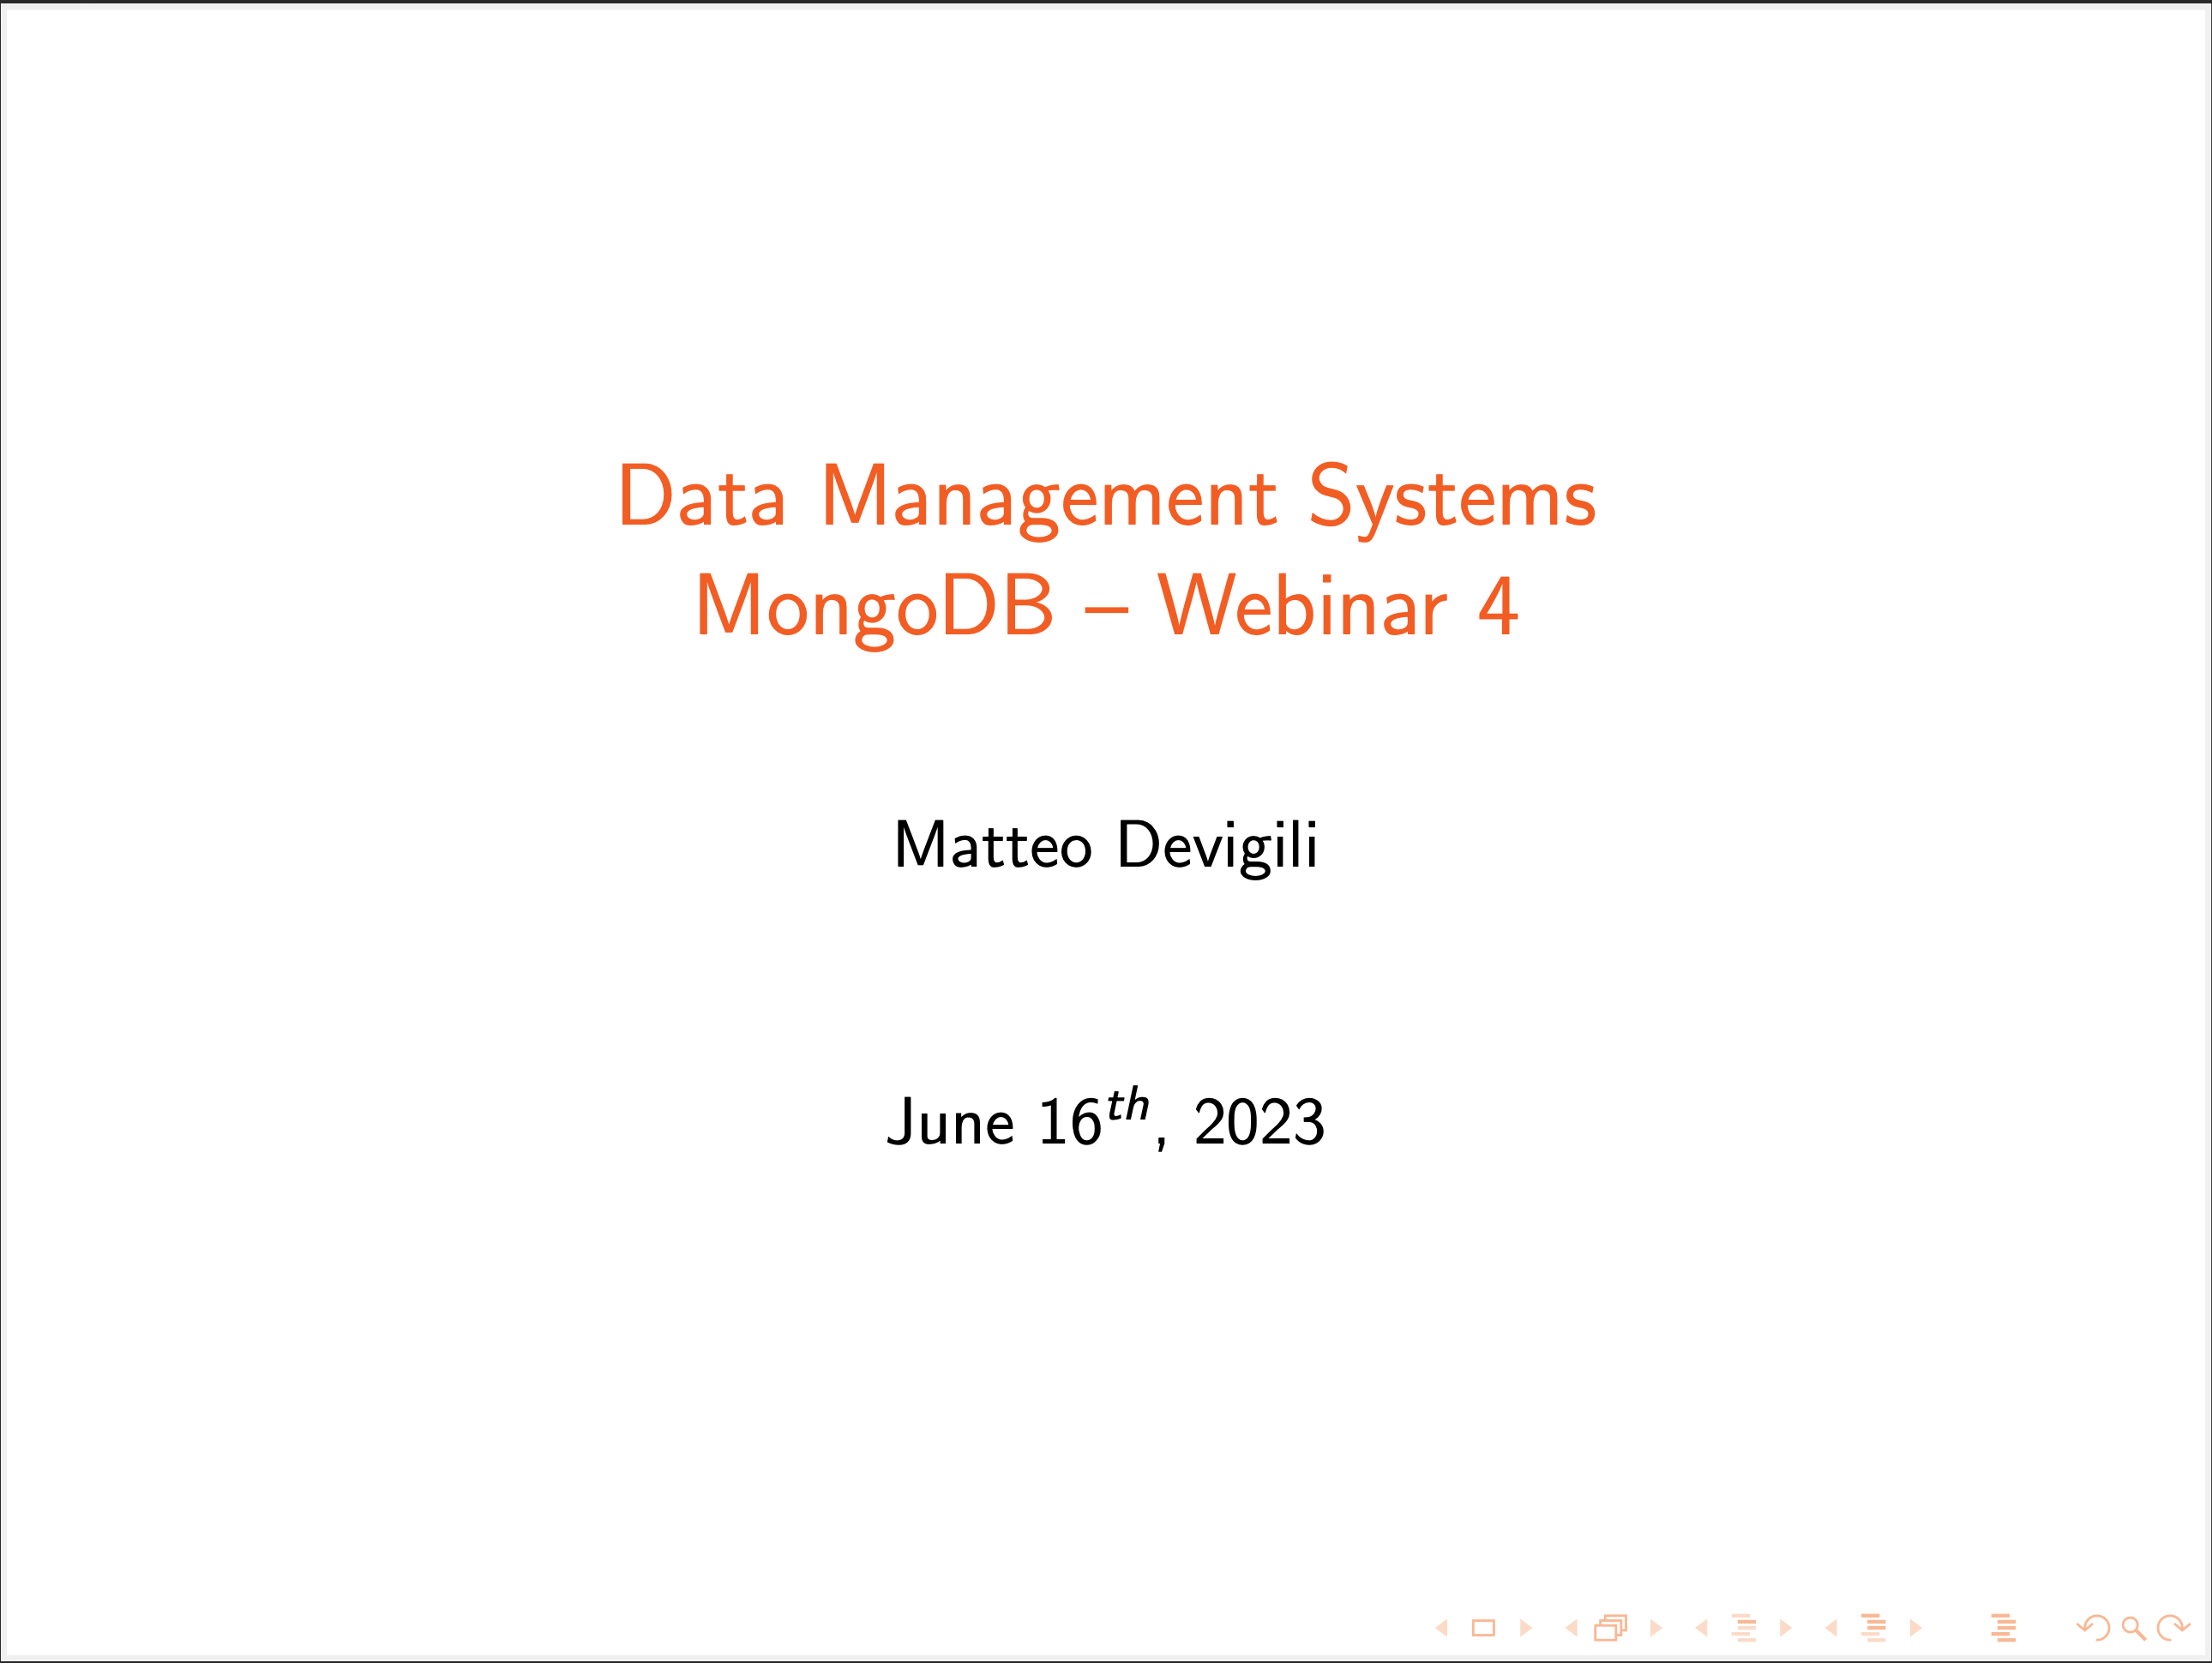 Data Management Systems
MongoDB – Webinar 4
Matteo Devigili
June 16th, 2023